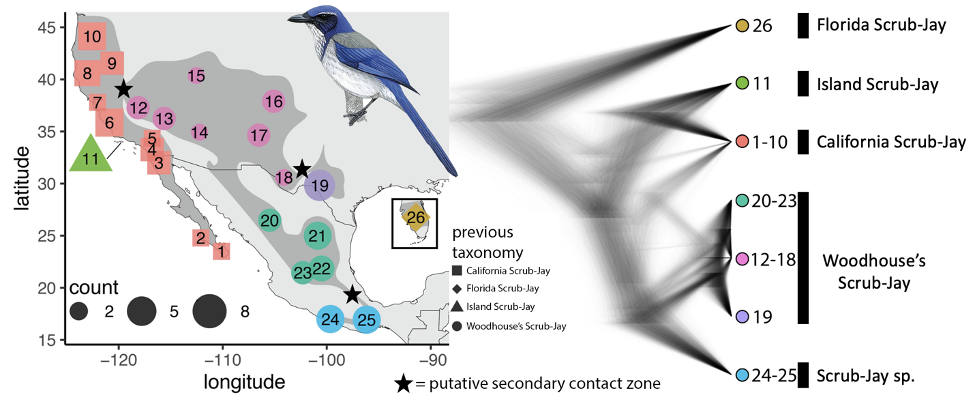 45
40
35
30
25
20
15
latitude
10
9
8
7
6
5
4
3
11
2
1
12
13
14
15
16
17
18
19
20
21
22
23
24
25
26
count
2
5
8
−120
−110
−100
−90
longitude
previous
taxonomy
California Scrub-Jay
Florida Scrub-Jay
Island Scrub-Jay
Woodhouse's Scrub-Jay
= putative secondary contact zone
26
Florida Scrub-Jay
11
Island Scrub-Jay
1-10
California Scrub-Jay
20-23
12-18
19
Woodhouse's
Scrub-Jay
24-25
Scrub-Jay sp.